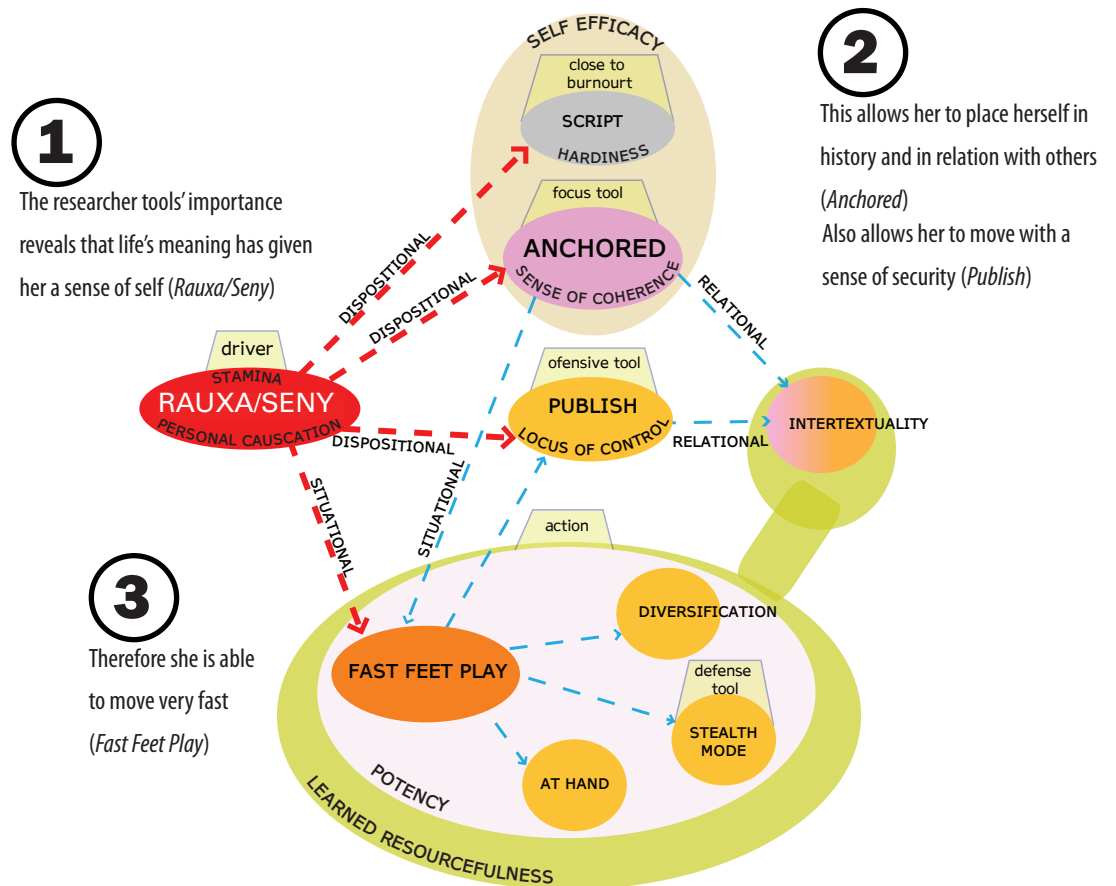 1
The researcher tools’ importance
reveals that life’s meaning has given
her a sense of self (Rauxa/Seny)
2
This allows her to place herself in
history and in relation with others
(Anchored)
Also allows her to move with a
sense of security (Publish)
3
Therefore she is able
to move very fast
(Fast Feet Play)
SELF EFFICACY
close to
burnourt
SCRIPT
HARDINESS
focus tool
ANCHORED
SENSE OF COHERENCE
DISPOSITIONAL
DISPOSITIONAL
RELATIONAL
driver
STAMINA
RAUXA/SENY
PERSONAL CAUSCATION
DISPOSITIONAL
ofensive tool
PUBLISH
LOCUS OF CONTROL
RELATIONAL
INTERTEXTUALITY
SITUATIONAL
SITUATIONAL
action
DIVERSIFICATION
FAST FEET PLAY
defense
tool
STEALTH
MODE
AT HAND
POTENCY
LEARNED RESOURCEFULNESS